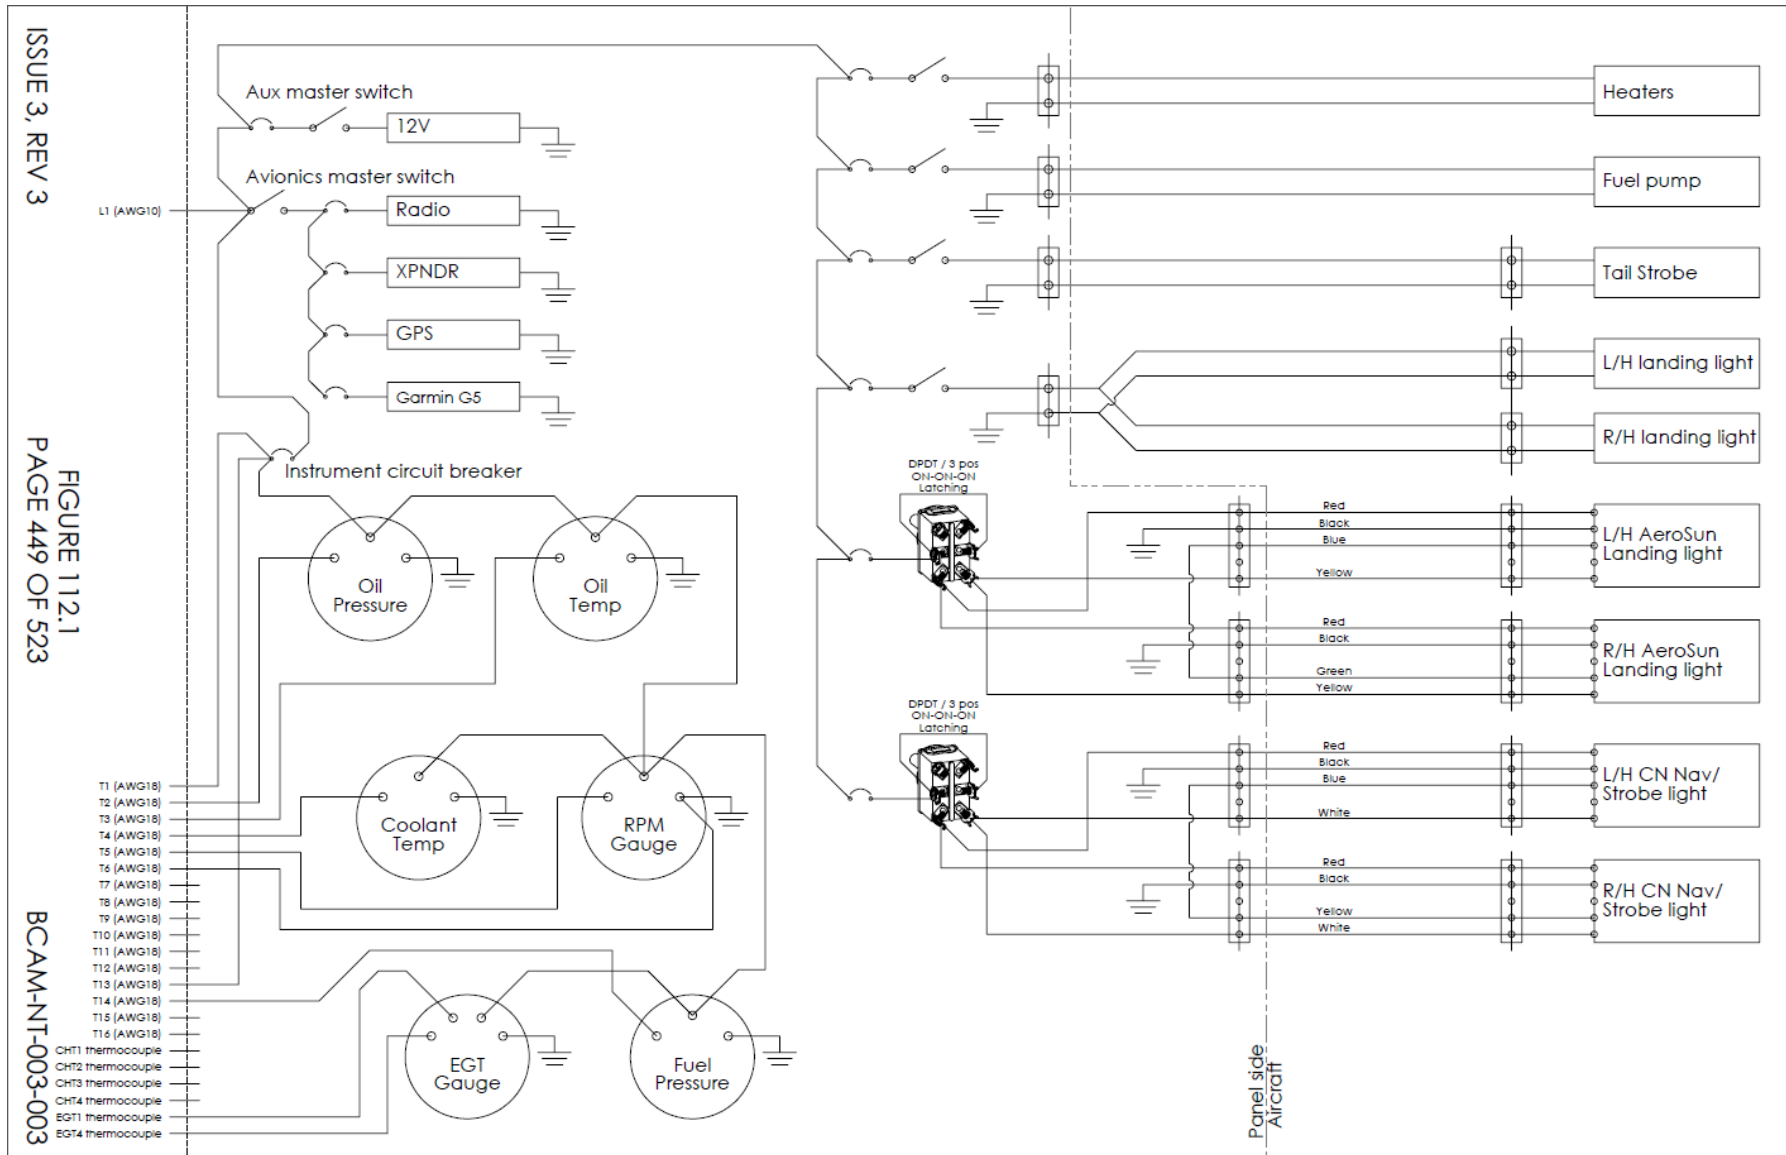 ISSUE 3, REV 3
FIGURE 112.1
PAGE 449 OF 523
BCAM-NT-003-003
Aux master switch
12V
Avionics master switch
L1 (AWG10)
Radio
XPNDR
GPS
Garmin G5
Instrument circuit breaker
Oil
Pressure
Oil
Temp
Coolant
Temp
RPM
Gauge
EGT
Gauge
Fuel
Pressure
T1 (AWG18)
T2 (AWG18)
T3 (AWG18)
T4 (AWG18)
T5 (AWG18)
T6 (AWG18)
T7 (AWG18)
T8 (AWG18)
T9 (AWG18)
T10 (AWG18)
T11 (AWG18)
T12 (AWG18)
T13 (AWG18)
T14 (AWG18)
T15 (AWG18)
T16 (AWG18)
CHT1 thermocouple
CHT2 thermocouple
CHT3 thermocouple
CHT4 thermocouple
EGT1 thermocouple
EGT4 thermocouple
Heaters
Fuel pump
Tail Strobe
L/H landing light
R/H landing light
DPDT / 3 pos
ON-ON-ON
Latching
Red
Black
Blue
Yellow
L/H AeroSun
Landing light
Red
Black
Green
Yellow
R/H AeroSun
Landing light
DPDT / 3 pos
ON-ON-ON
Latching
Red
Black
Blue
White
L/H CN Nav/
Strobe light
Red
Black
Yellow
White
R/H CN Nav/
Strobe light
Panel side
Aircraft